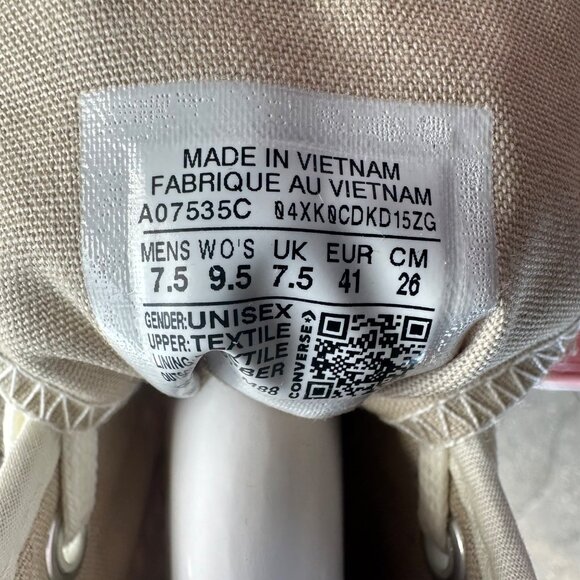 MADE IN VIETNAM
FABRIQUE AU VIETNAM
A07535C 04XK0CDKD15ZG
MENS WO'S UK EUR CM
7.5 9.5 7.5 41 26
GENDER:UNISEX
UPPER:TEXTILE
LINING
CONVERSE